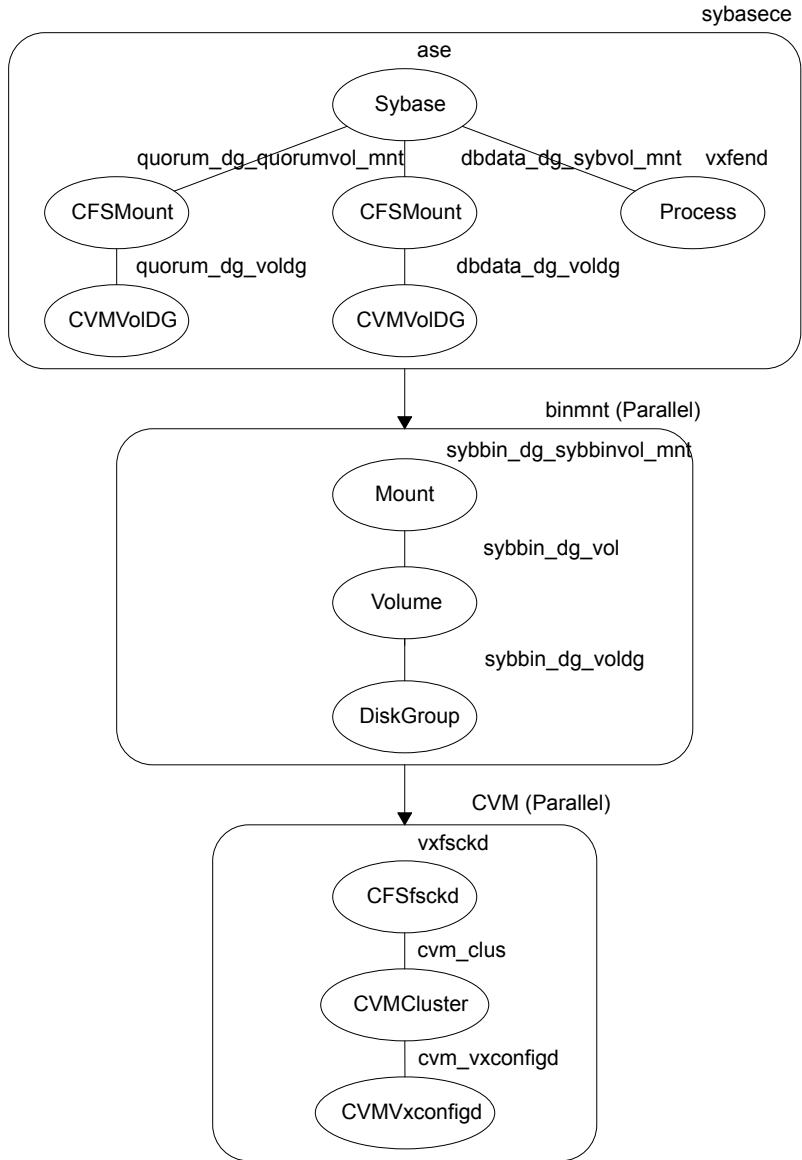 sybasece
ase
Sybase
quorum_dg_quorumvol_mnt
dbdata_dg_sybvol_mnt
vxfend
CFSMount
CFSMount
Process
quorum_dg_voldg
dbdata_dg_voldg
CVMVolDG
CVMVolDG
binmnt (Parallel)
sybbin_dg_sybbinvol_mnt
Mount
sybbin_dg_vol
Volume
sybbin_dg_voldg
DiskGroup
CVM (Parallel)
vxfsckd
CFSfsckd
cvm_clus
CVMCluster
cvm_vxconfigd
CVMVxconfigd